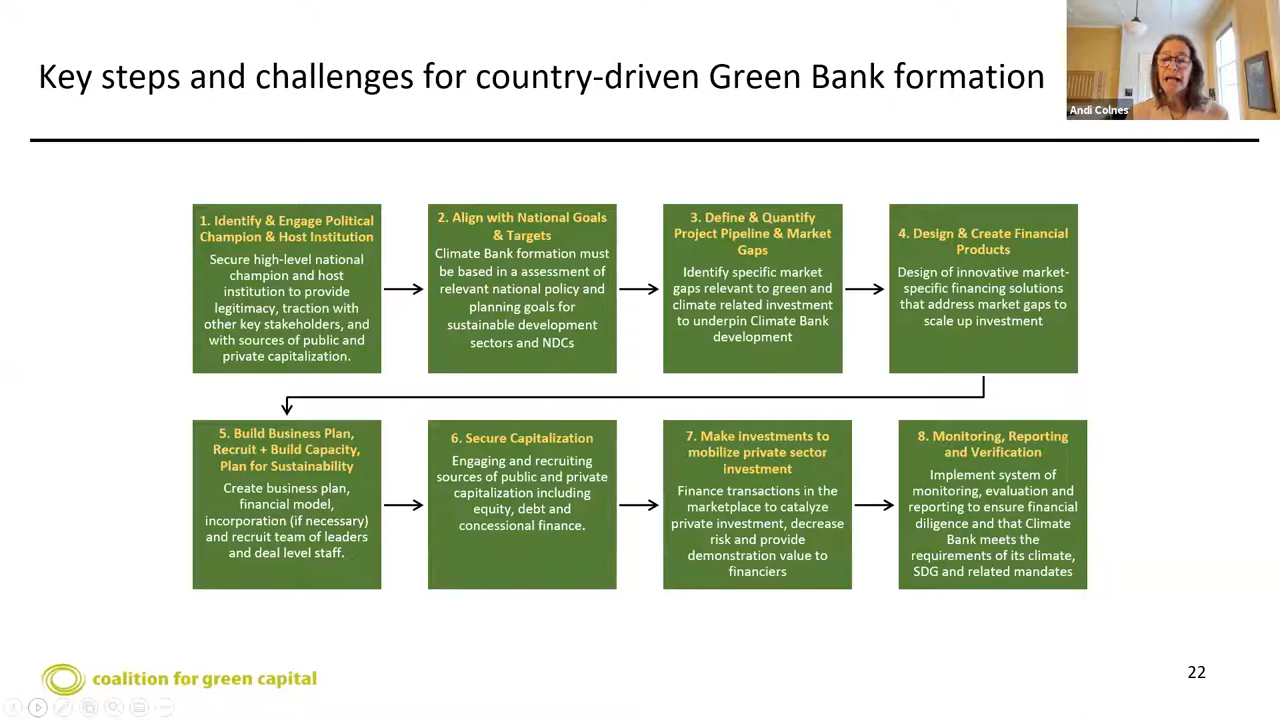 Key steps and challenges for country-driven Green Bank formation
Andi Colnes
1. Identify & Engage Political
Champion & Host Institution
Secure high-level national
champion and host
institution to provide
legitimacy, traction with
other key stakeholders, and
with sources of public and
private capitalization.
2. Align with National Goals
& Targets
Climate Bank formation must
be based in a assessment of
relevant national policy and
planning goals for
sustainable development
sectors and NDCs
3. Define & Quantify
Project Pipeline & Market
Gaps
Identify specific market
gaps relevant to green and
climate related investment
to underpin Climate Bank
development
4. Design & Create Financial
Products
Design of innovative market-
specific financing solutions
that address market gaps to
scale up investment
5. Build Business Plan,
Recruit + Build Capacity,
Plan for Sustainability
Create business plan,
financial model,
incorporation (if necessary)
and recruit team of leaders
and deal level staff.
6. Secure Capitalization
Engaging and recruiting
sources of public and private
capitalization including
equity, debt and
concessional finance.
7. Make investments to
mobilize private sector
investment
Finance transactions in the
marketplace to catalyze
private investment, decrease
risk and provide
demonstration value to
financiers
8. Monitoring, Reporting
and Verification
Implement system of
monitoring, evaluation and
reporting to ensure financial
diligence and that Climate
Bank meets the
requirements of its climate,
SDG and related mandates
coalition for green capital
22